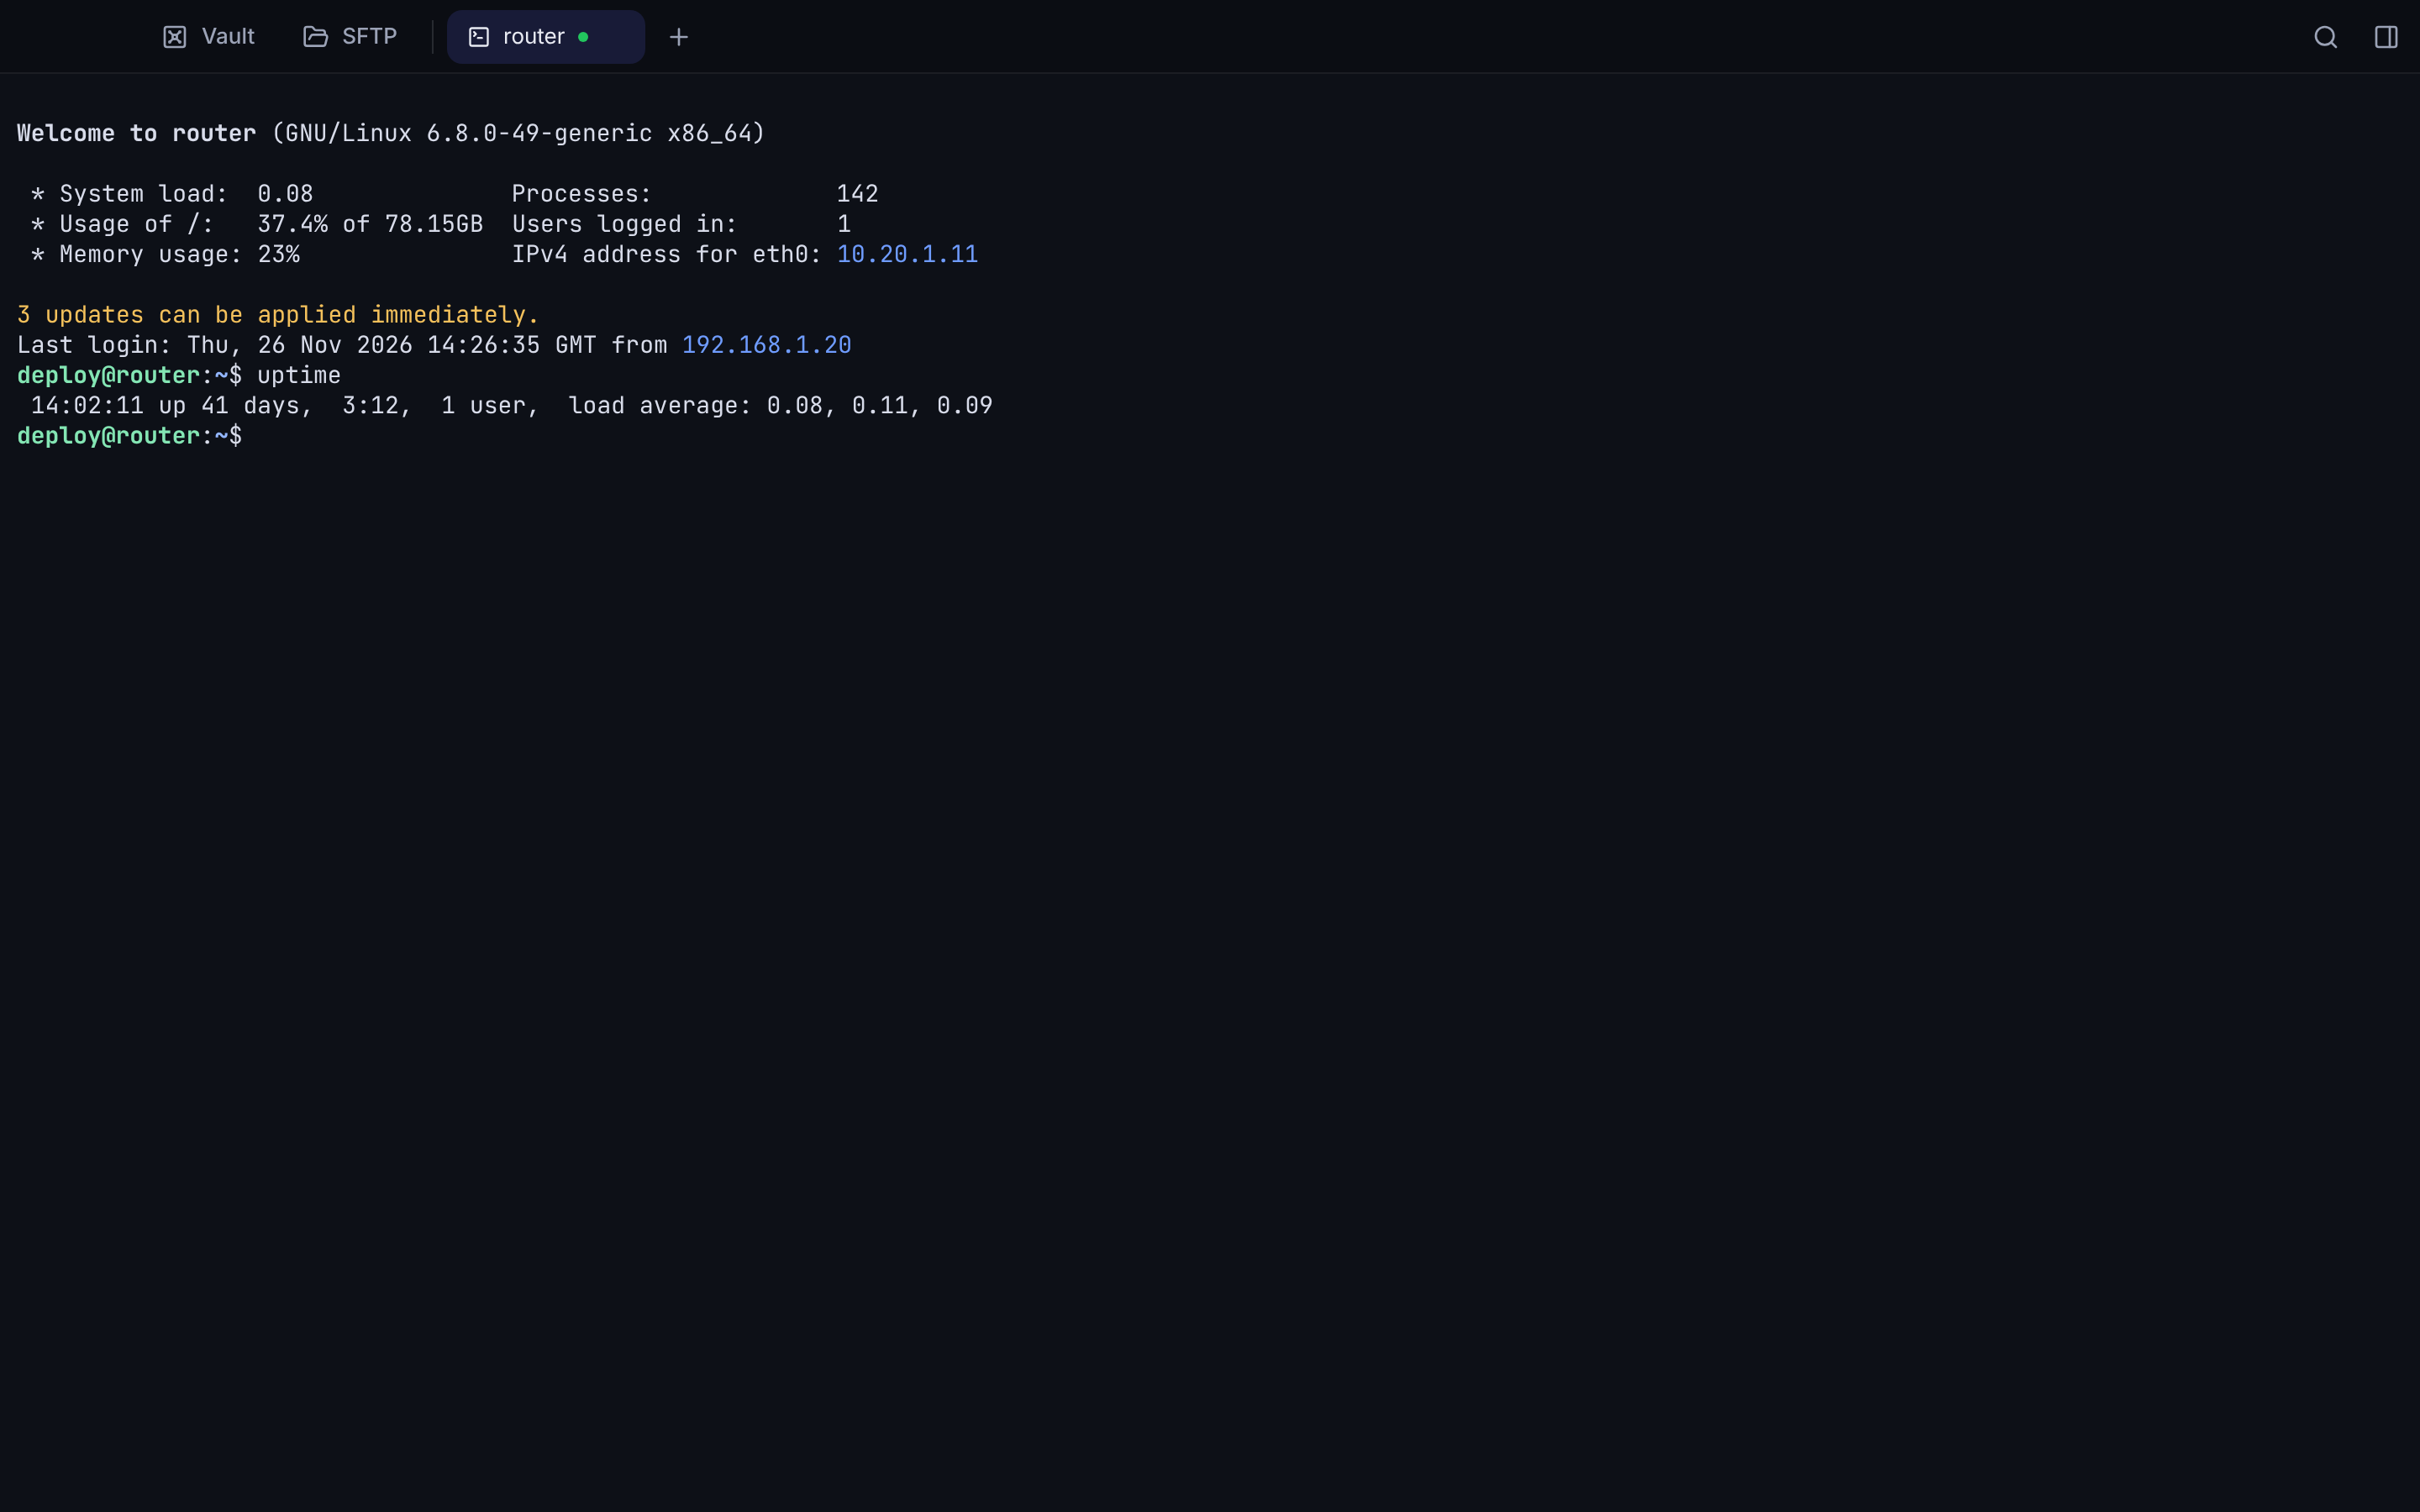 Vault SFTP router
Welcome to router (GNU/Linux 6.8.0-49-generic x86_64)
* System load:  0.08              Processes:             142
* Usage of /:   37.4% of 78.15GB  Users logged in:       1
* Memory usage: 23%               IPv4 address for eth0: 10.20.1.11
3 updates can be applied immediately.
Last login: Thu, 26 Nov 2026 14:26:35 GMT from 192.168.1.20
deploy@router:~$ uptime
14:02:11 up 41 days,  3:12,  1 user,  load average: 0.08, 0.11, 0.09
deploy@router:~$